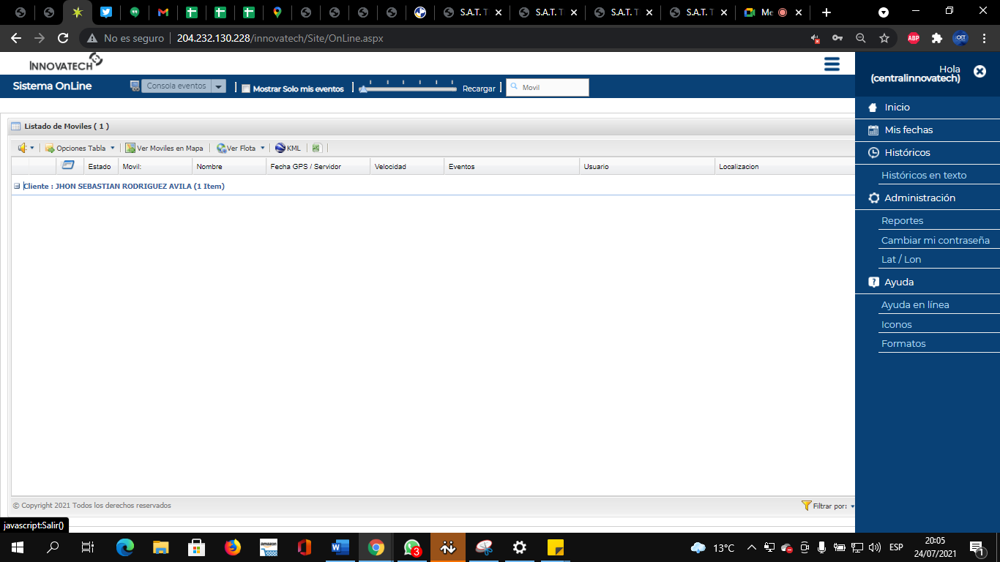 S.A.T. T
S.A.T. T
S.A.T. T
S.A.T. T
Me
No es seguro
204.232.130.228/innovatech/Site/OnLine.aspx
ABP
INNOVATECH
Hola
(centralinnovatech)
Sistema OnLine
Consola eventos
Mostrar Solo mis eventos
Recargar
Movil
Inicio
Mis fechas
Históricos
Históricos en texto
Administración
Reportes
Cambiar mi contraseña
Lat / Lon
Ayuda
Ayuda en línea
Iconos
Formatos
Listado de Moviles ( 1 )
Opciones Tabla
Ver Moviles en Mapa
Ver Flota
KML
Estado
Movil:
Nombre
Fecha GPS / Servidor
Velocidad
Eventos
Usuario
Localizacion
Cliente : JHON SEBASTIAN RODRIGUEZ AVILA (1 Item)
© Copyright 2021 Todos los derechos reservados
Filtrar por:
javascript:Salir()
amazon
3
13°C
ESP
20:05
24/07/2021
1